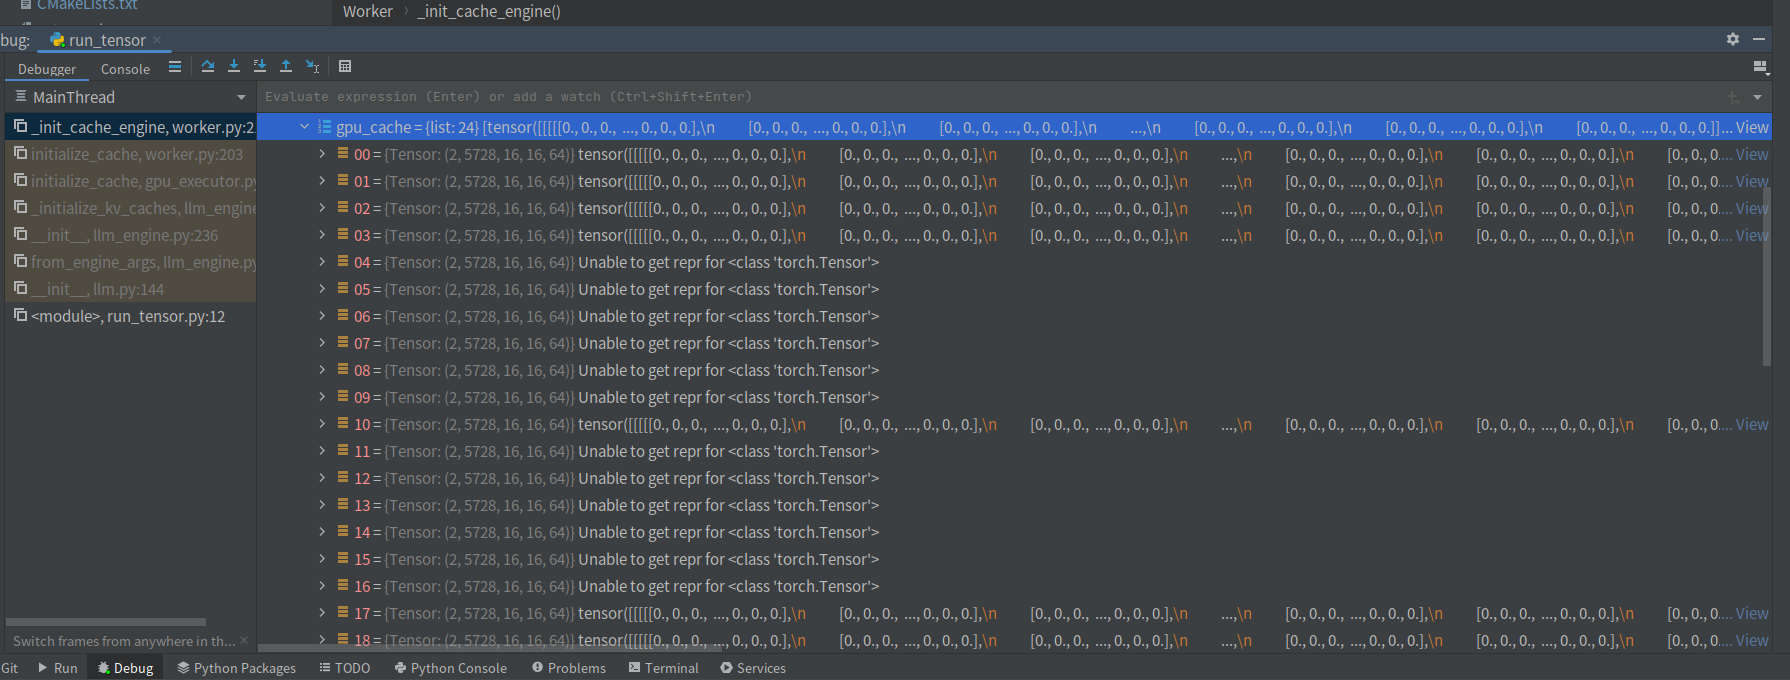 CMakeLists.txt
Worker › _init_cache_engine()
bug: run_tensor ×
Debugger Console
MainThread
Evaluate expression (Enter) or add a watch (Ctrl+Shift+Enter)
_init_cache_engine, worker.py:2
initialize_cache, worker.py:203
initialize_cache, gpu_executor.py
_initialize_kv_caches, llm_engine
__init__, llm_engine.py:236
from_engine_args, llm_engine.py
__init__, llm.py:144
<module>, run_tensor.py:12
gpu_cache = {list: 24} [tensor([[[[[0., 0., 0., ..., 0., 0., 0.],\n [0., 0., 0., ..., 0., 0., 0.],\n [0., 0., 0., ..., 0., 0., 0.],\n ...,\n [0., 0., 0., ..., 0., 0., 0.],\n [0., 0., 0., ..., 0., 0., 0.],\n [0., 0., 0., ..., 0., 0., 0.]]... View
00 = {Tensor: (2, 5728, 16, 16, 64)} tensor([[[[[0., 0., 0., ..., 0., 0., 0.],\n [0., 0., 0., ..., 0., 0., 0.],\n [0., 0., 0., ..., 0., 0., 0.],\n ...,\n [0., 0., 0., ..., 0., 0., 0.],\n [0., 0., 0., ..., 0., 0., 0.],\n [0., 0., 0.... View
01 = {Tensor: (2, 5728, 16, 16, 64)} tensor([[[[[0., 0., 0., ..., 0., 0., 0.],\n [0., 0., 0., ..., 0., 0., 0.],\n [0., 0., 0., ..., 0., 0., 0.],\n ...,\n [0., 0., 0., ..., 0., 0., 0.],\n [0., 0., 0., ..., 0., 0., 0.],\n [0., 0., 0.... View
02 = {Tensor: (2, 5728, 16, 16, 64)} tensor([[[[[0., 0., 0., ..., 0., 0., 0.],\n [0., 0., 0., ..., 0., 0., 0.],\n [0., 0., 0., ..., 0., 0., 0.],\n ...,\n [0., 0., 0., ..., 0., 0., 0.],\n [0., 0., 0., ..., 0., 0., 0.],\n [0., 0., 0.... View
03 = {Tensor: (2, 5728, 16, 16, 64)} tensor([[[[[0., 0., 0., ..., 0., 0., 0.],\n [0., 0., 0., ..., 0., 0., 0.],\n [0., 0., 0., ..., 0., 0., 0.],\n ...,\n [0., 0., 0., ..., 0., 0., 0.],\n [0., 0., 0., ..., 0., 0., 0.],\n [0., 0., 0.... View
04 = {Tensor: (2, 5728, 16, 16, 64)} Unable to get repr for <class 'torch.Tensor'>
05 = {Tensor: (2, 5728, 16, 16, 64)} Unable to get repr for <class 'torch.Tensor'>
06 = {Tensor: (2, 5728, 16, 16, 64)} Unable to get repr for <class 'torch.Tensor'>
07 = {Tensor: (2, 5728, 16, 16, 64)} Unable to get repr for <class 'torch.Tensor'>
08 = {Tensor: (2, 5728, 16, 16, 64)} Unable to get repr for <class 'torch.Tensor'>
09 = {Tensor: (2, 5728, 16, 16, 64)} Unable to get repr for <class 'torch.Tensor'>
10 = {Tensor: (2, 5728, 16, 16, 64)} tensor([[[[[0., 0., 0., ..., 0., 0., 0.],\n [0., 0., 0., ..., 0., 0., 0.],\n [0., 0., 0., ..., 0., 0., 0.],\n ...,\n [0., 0., 0., ..., 0., 0., 0.],\n [0., 0., 0., ..., 0., 0., 0.],\n [0., 0., 0.... View
11 = {Tensor: (2, 5728, 16, 16, 64)} Unable to get repr for <class 'torch.Tensor'>
12 = {Tensor: (2, 5728, 16, 16, 64)} Unable to get repr for <class 'torch.Tensor'>
13 = {Tensor: (2, 5728, 16, 16, 64)} Unable to get repr for <class 'torch.Tensor'>
14 = {Tensor: (2, 5728, 16, 16, 64)} Unable to get repr for <class 'torch.Tensor'>
15 = {Tensor: (2, 5728, 16, 16, 64)} Unable to get repr for <class 'torch.Tensor'>
16 = {Tensor: (2, 5728, 16, 16, 64)} Unable to get repr for <class 'torch.Tensor'>
17 = {Tensor: (2, 5728, 16, 16, 64)} tensor([[[[[0., 0., 0., ..., 0., 0., 0.],\n [0., 0., 0., ..., 0., 0., 0.],\n [0., 0., 0., ..., 0., 0., 0.],\n ...,\n [0., 0., 0., ..., 0., 0., 0.],\n [0., 0., 0., ..., 0., 0., 0.],\n [0., 0., 0.... View
18 = {Tensor: (2, 5728, 16, 16, 64)} tensor([[[[[0., 0., 0., ..., 0., 0., 0.],\n [0., 0., 0., ..., 0., 0., 0.],\n [0., 0., 0., ..., 0., 0., 0.],\n ...,\n [0., 0., 0., ..., 0., 0., 0.],\n [0., 0., 0., ..., 0., 0., 0.],\n [0., 0., 0.... View
Switch frames from anywhere in th... ×
Git Run Debug Python Packages TODO Python Console Problems Terminal Services